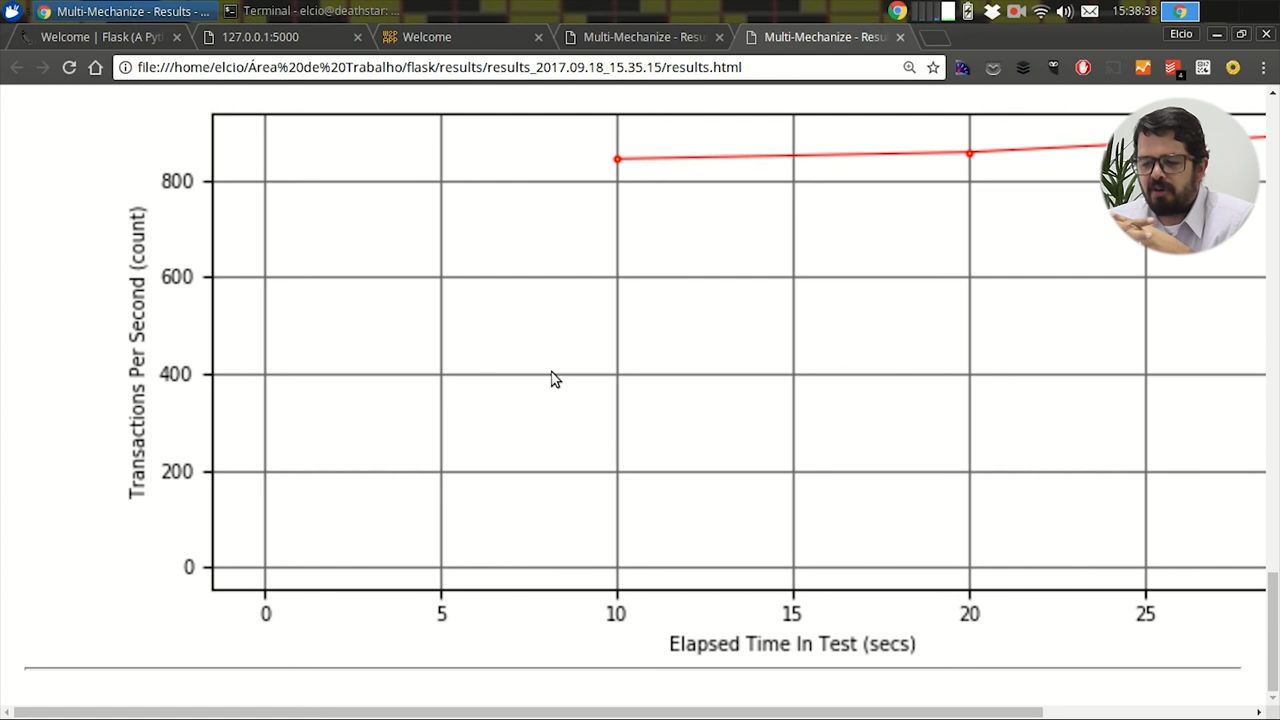 Multi-Mechanize - Results - ...
Terminal - elcio@deathstar: ...
15:38:38
Welcome | Flask (A Pyt
127.0.0.1:5000
Welcome
Multi-Mechanize - Resu
Multi-Mechanize - Resu
Elcio
file:///home/elcio/Área%20de%20Trabalho/flask/results/results_2017.09.18_15.35.15/results.html
4
Transactions Per Second (count)
800
600
400
200
0
0 5 10 15 20 25
Elapsed Time In Test (secs)